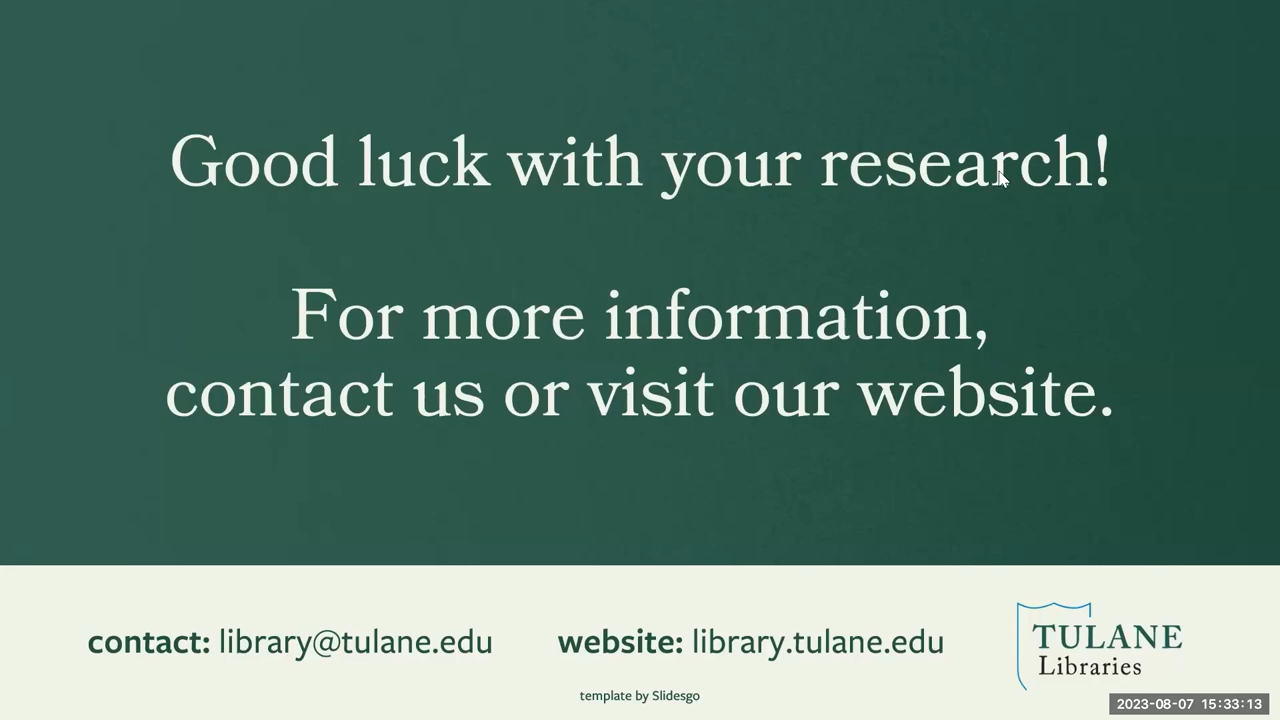 Good luck with your research!
For more information,
contact us or visit our website.
contact: library@tulane.edu website: library.tulane.edu
TULANE
Libraries
template by Slidesgo
2023-08-07 15:33:13